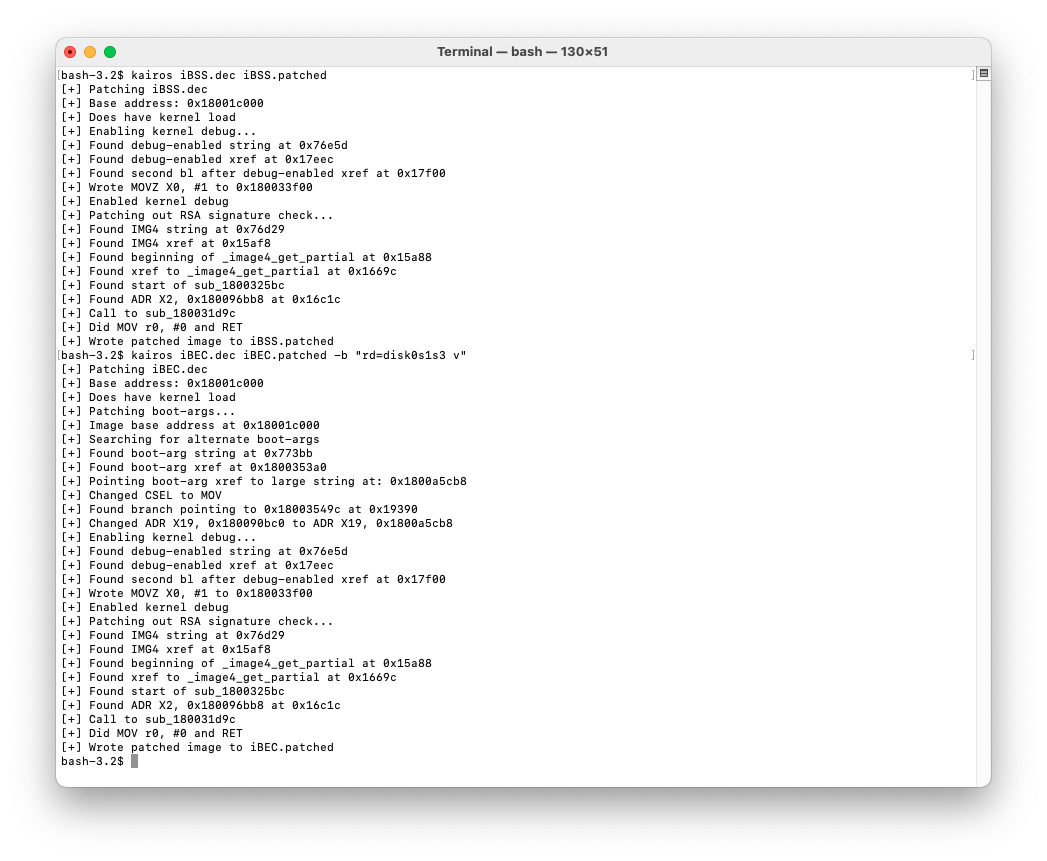 Terminal — bash — 130×51
[bash-3.2$ kairos iBSS.dec iBSS.patched ]
[+] Patching iBSS.dec
[+] Base address: 0x18001c000
[+] Does have kernel load
[+] Enabling kernel debug...
[+] Found debug-enabled string at 0x76e5d
[+] Found debug-enabled xref at 0x17eec
[+] Found second bl after debug-enabled xref at 0x17f00
[+] Wrote MOVZ X0, #1 to 0x180033f00
[+] Enabled kernel debug
[+] Patching out RSA signature check...
[+] Found IMG4 string at 0x76d29
[+] Found IMG4 xref at 0x15af8
[+] Found beginning of _image4_get_partial at 0x15a88
[+] Found xref to _image4_get_partial at 0x1669c
[+] Found start of sub_1800325bc
[+] Found ADR X2, 0x180096bb8 at 0x16c1c
[+] Call to sub_180031d9c
[+] Did MOV r0, #0 and RET
[+] Wrote patched image to iBSS.patched
[bash-3.2$ kairos iBEC.dec iBEC.patched -b "rd=disk0s1s3 v" ]
[+] Patching iBEC.dec
[+] Base address: 0x18001c000
[+] Does have kernel load
[+] Patching boot-args...
[+] Image base address at 0x18001c000
[+] Searching for alternate boot-args
[+] Found boot-arg string at 0x773bb
[+] Found boot-arg xref at 0x1800353a0
[+] Pointing boot-arg xref to large string at: 0x1800a5cb8
[+] Changed CSEL to MOV
[+] Found branch pointing to 0x18003549c at 0x19390
[+] Changed ADR X19, 0x180090bc0 to ADR X19, 0x1800a5cb8
[+] Enabling kernel debug...
[+] Found debug-enabled string at 0x76e5d
[+] Found debug-enabled xref at 0x17eec
[+] Found second bl after debug-enabled xref at 0x17f00
[+] Wrote MOVZ X0, #1 to 0x180033f00
[+] Enabled kernel debug
[+] Patching out RSA signature check...
[+] Found IMG4 string at 0x76d29
[+] Found IMG4 xref at 0x15af8
[+] Found beginning of _image4_get_partial at 0x15a88
[+] Found xref to _image4_get_partial at 0x1669c
[+] Found start of sub_1800325bc
[+] Found ADR X2, 0x180096bb8 at 0x16c1c
[+] Call to sub_180031d9c
[+] Did MOV r0, #0 and RET
[+] Wrote patched image to iBEC.patched
bash-3.2$